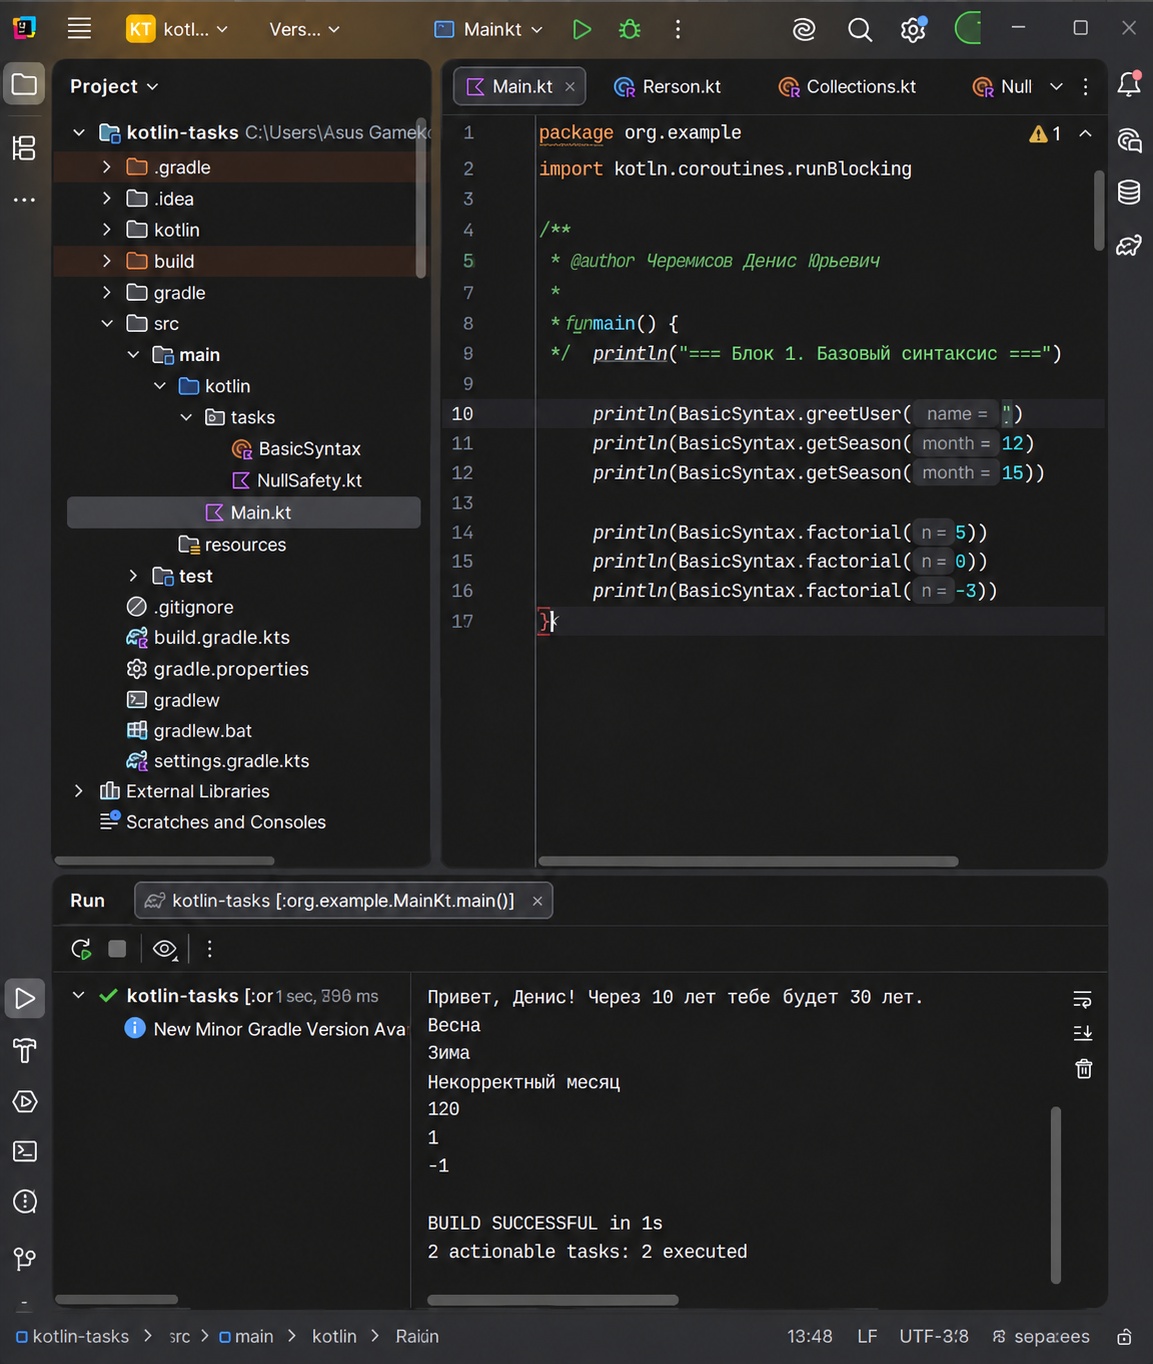 KT kotl... Vers... Mainkt
Project
kotlin-tasks C:\Users\Asus Gamek
.gradle
.idea
kotlin
build
gradle
src
main
kotlin
tasks
BasicSyntax
NullSafety.kt
Main.kt
resources
test
.gitignore
build.gradle.kts
gradle.properties
gradlew
gradlew.bat
settings.gradle.kts
External Libraries
Scratches and Consoles
Main.kt Rerson.kt Collections.kt Null
1 package org.example 1
2 import kotln.coroutines.runBlocking
3
4 /**
5 * @author Черемисов Денис Юрьевич
7 *
8 * funmain() {
8 */ println("=== Блок 1. Базовый синтаксис ===")
9
10 println(BasicSyntax.greetUser( name = ")
11 println(BasicSyntax.getSeason( month = 12)
12 println(BasicSyntax.getSeason( month = 15))
13
14 println(BasicSyntax.factorial( n = 5))
15 println(BasicSyntax.factorial( n = 0))
16 println(BasicSyntax.factorial( n = -3))
17 }
Run kotlin-tasks [:org.example.MainKt.main()]
kotlin-tasks [:or 1 sec, 396 ms
New Minor Gradle Version Ava
Привет, Денис! Через 10 лет тебе будет 30 лет.
Весна
Зима
Некорректный месяц
120
1
-1
BUILD SUCCESSFUL in 1s
2 actionable tasks: 2 executed
kotlin-tasks > src > main > kotlin > 13:48 LF